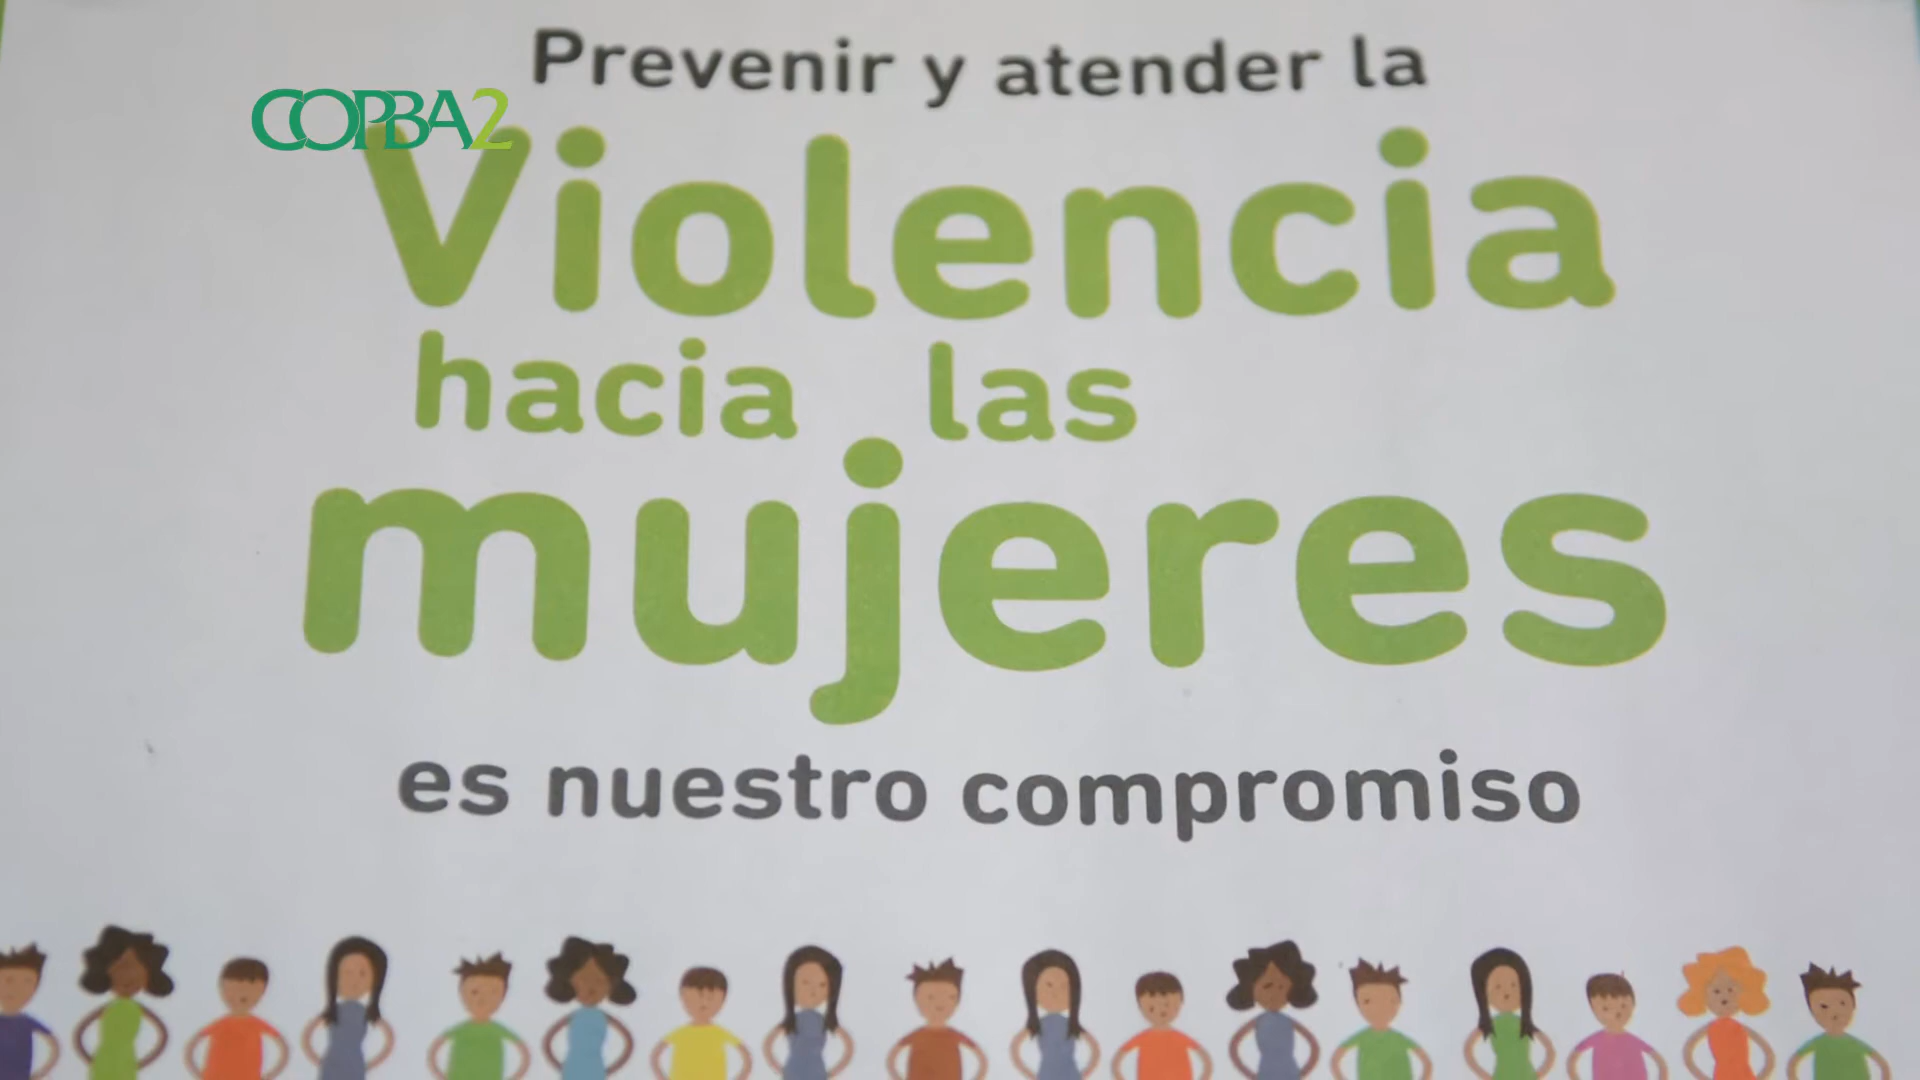 Prevenir y atender la
COPBA2
Violencia
hacia las
mujeres
es nuestro compromiso